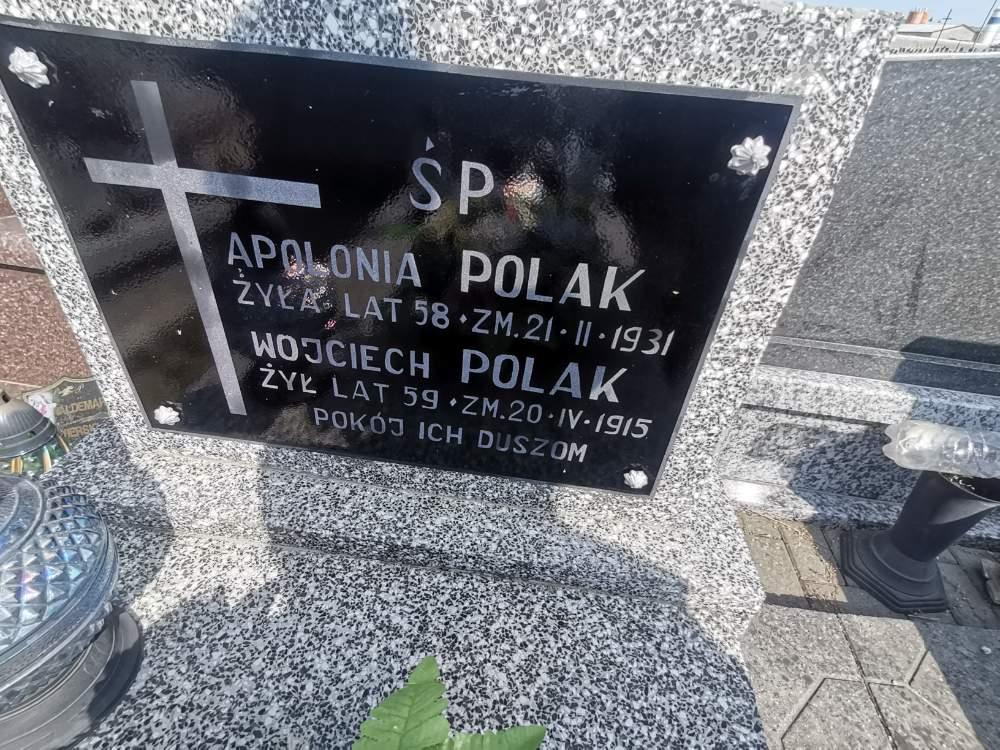 ŚP
APOLONIA POLAK
ŻYŁA LAT 58 • ZM. 21 • II • 1931
WOJCIECH POLAK
ŻYŁ LAT 59 • ZM. 20 • IV • 1915
POKÓJ ICH DUSZOM